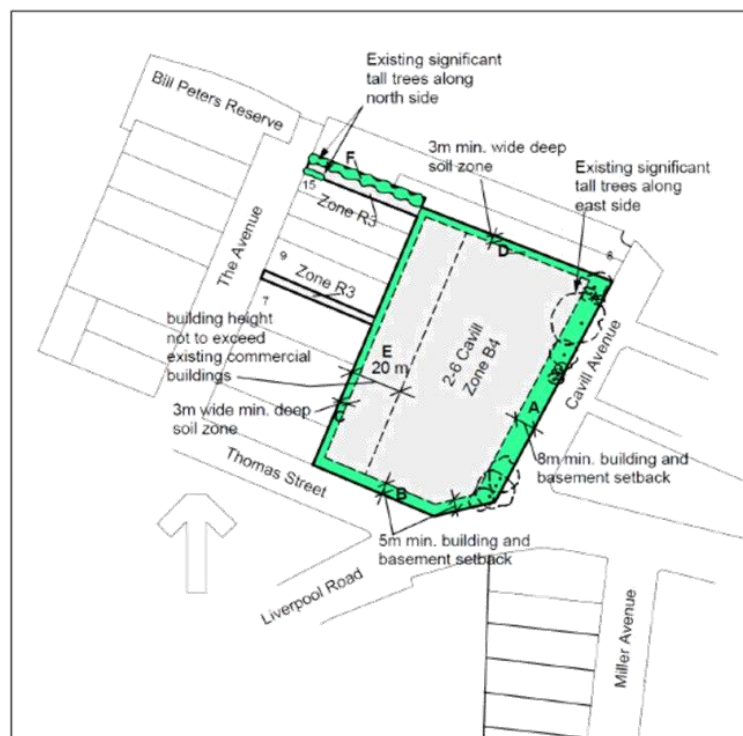 Existing significant
tall trees along
north side
Bill Peters Reserve
F
3m min. wide deep
soil zone
Existing significant
tall trees along
east side
15
Zone R3
D
8
The Avenue
9
Zone R3
7
building height
not to exceed
existing commercial
buildings
E
20 m
2-6 Cavill
Zone B4
Cavill Avenue
3m wide min. deep
soil zone
C
A
8m min. building and
basement setback
Thomas Street
B
5m min. building and
basement setback
Liverpool Road
Miller Avenue